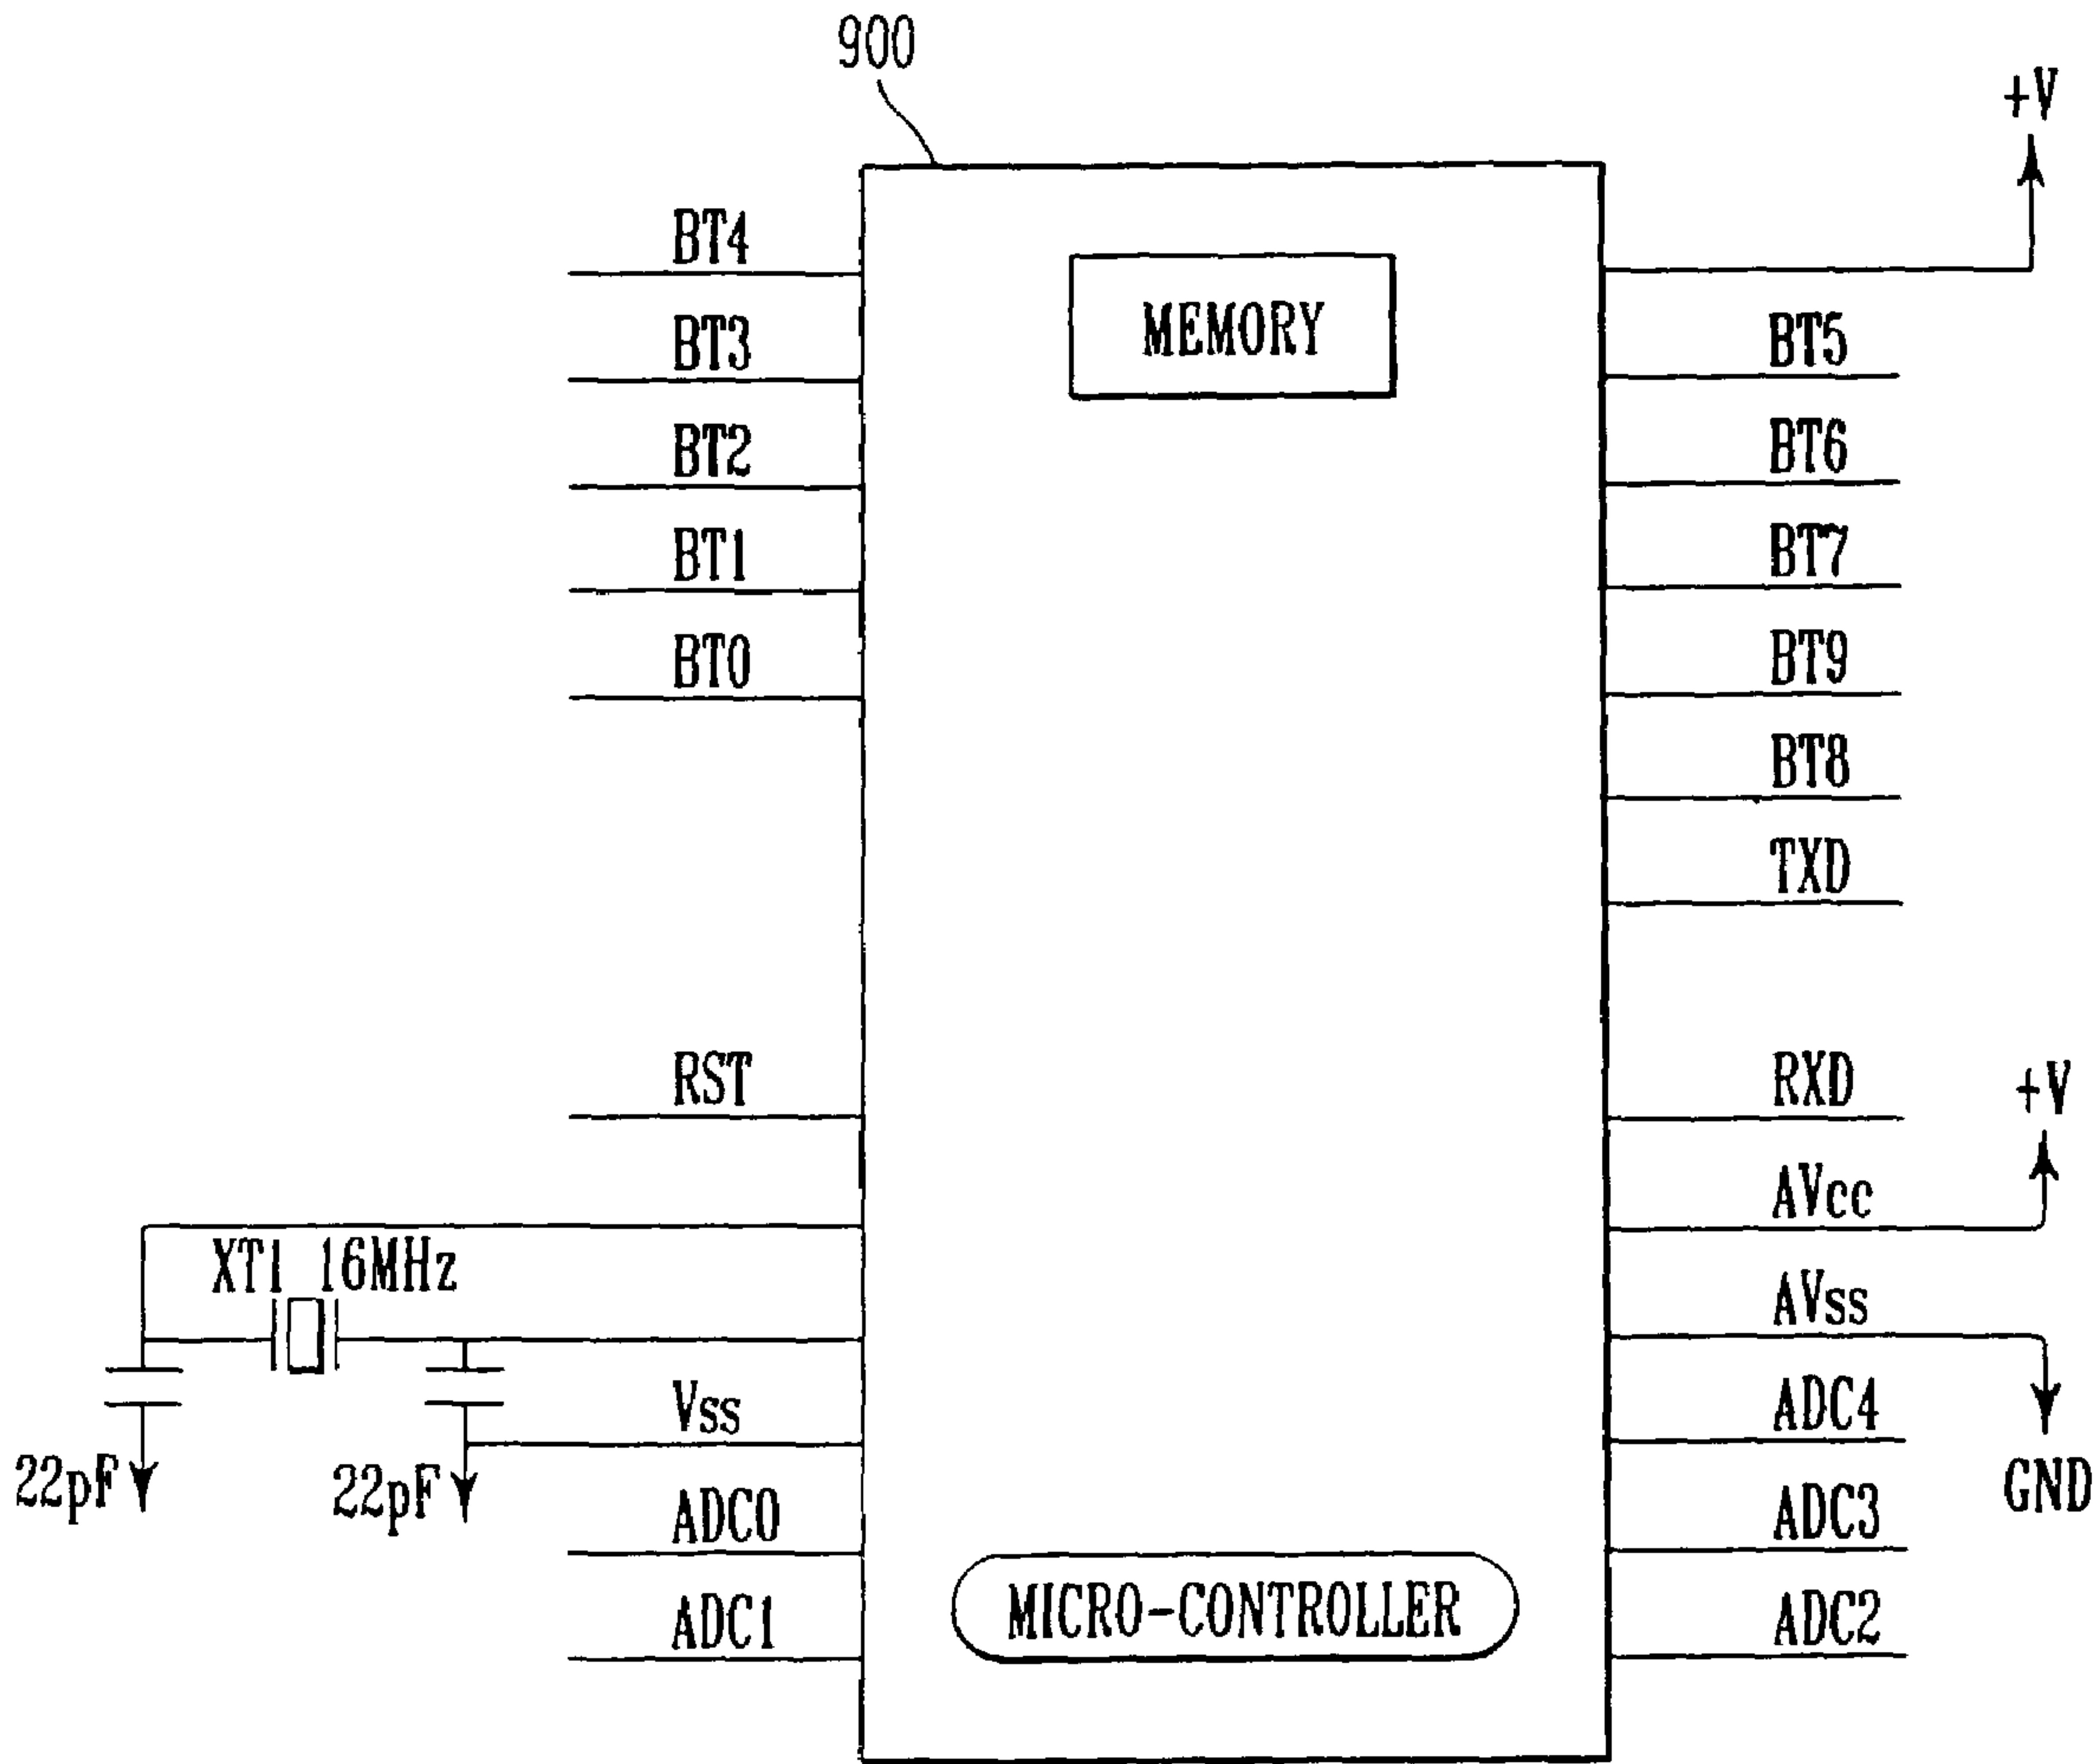 900
+V
BT4
MEMORY
BT3
BT5
BT2
BT6
BT1
BT7
BT0
BT9
BT8
TXD
RST
RXD
+V
AVcc
XT1 16MHz
AVss
Vss
ADC4
22pF
22pF
GND
ADC0
ADC3
MICRO-CONTROLLER
ADC1
ADC2